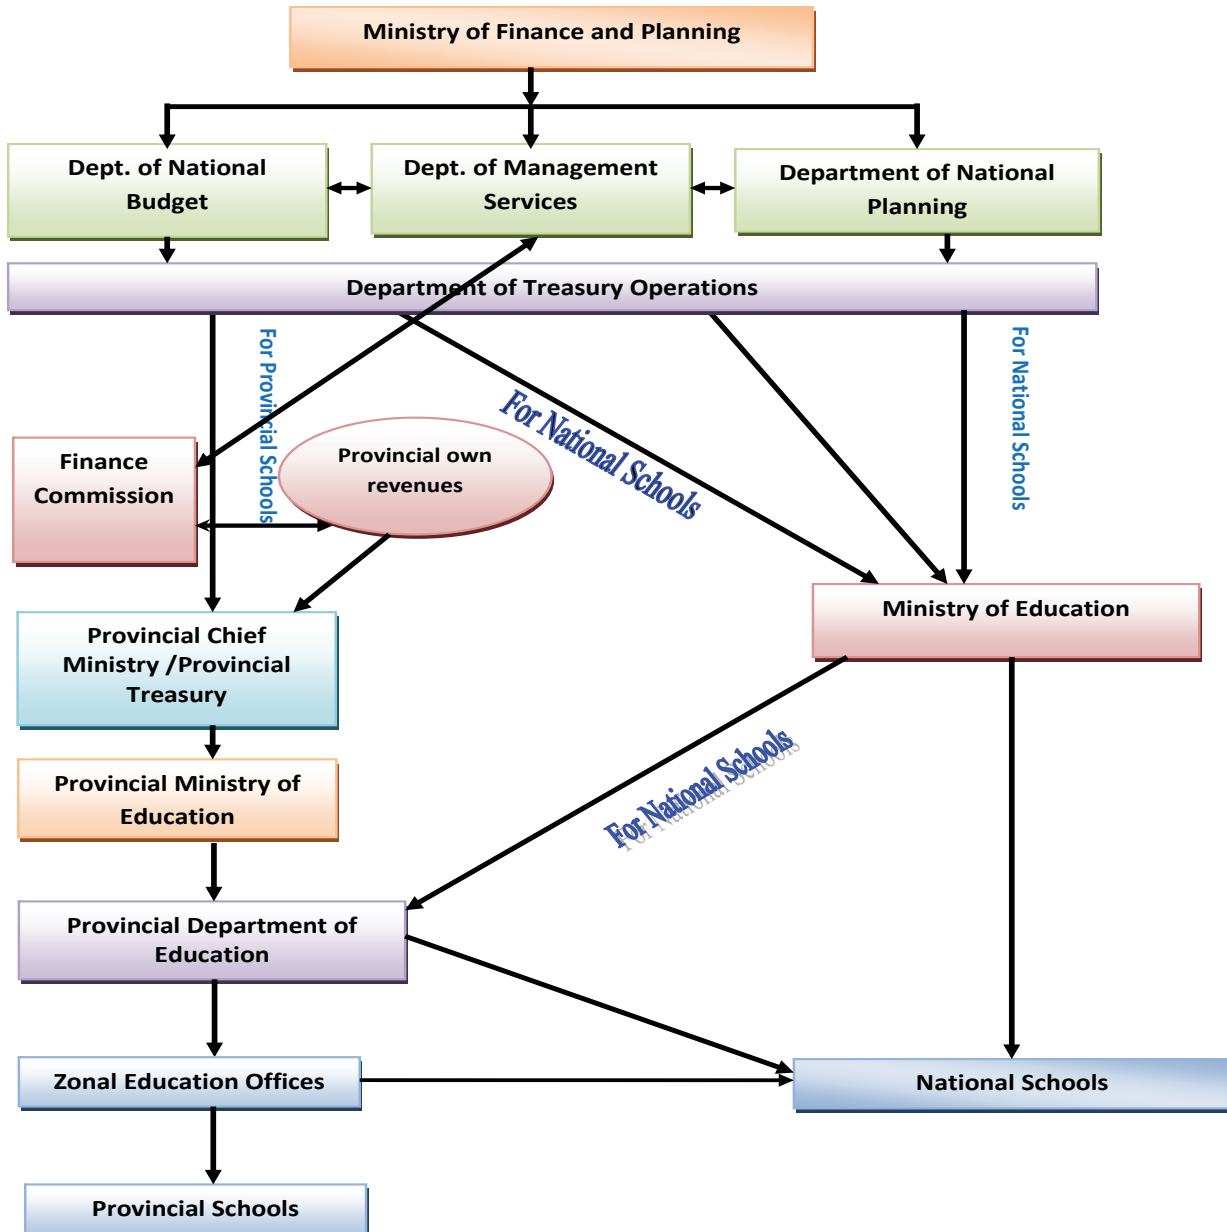 Ministry of Finance and Planning
Dept. of National
Budget
Dept. of Management
Services
Department of National
Planning
Department of Treasury Operations
For Provincial Schools
For National Schools
For National Schools
Finance
Commission
Provincial own
revenues
Ministry of Education
Provincial Chief
Ministry /Provincial
Treasury
For National Schools
Provincial Ministry of
Education
Provincial Department of
Education
Zonal Education Offices
National Schools
Provincial Schools